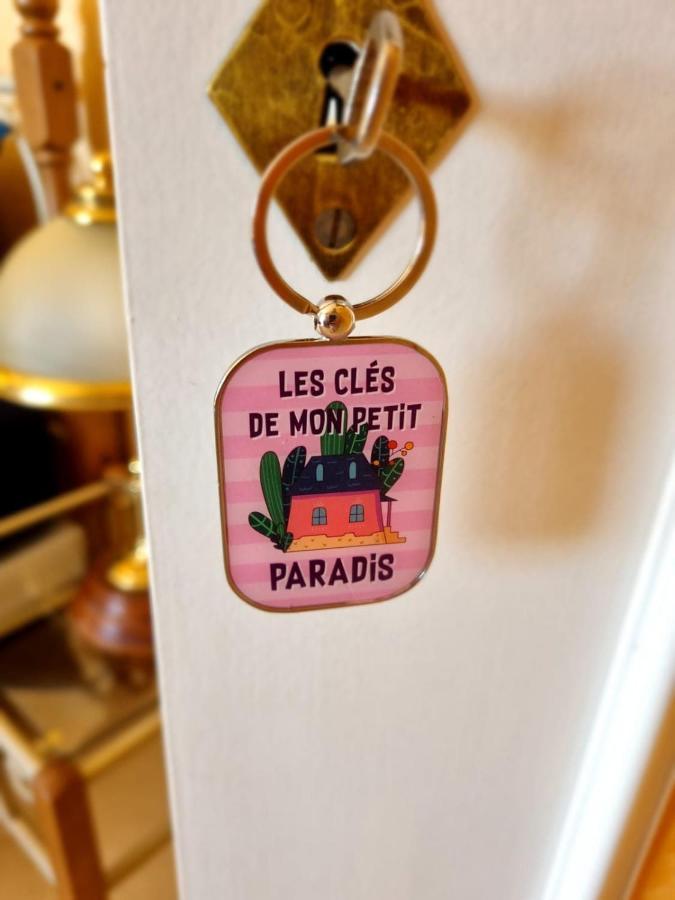 LES CLÉS
DE MON PETIT
PARADIS